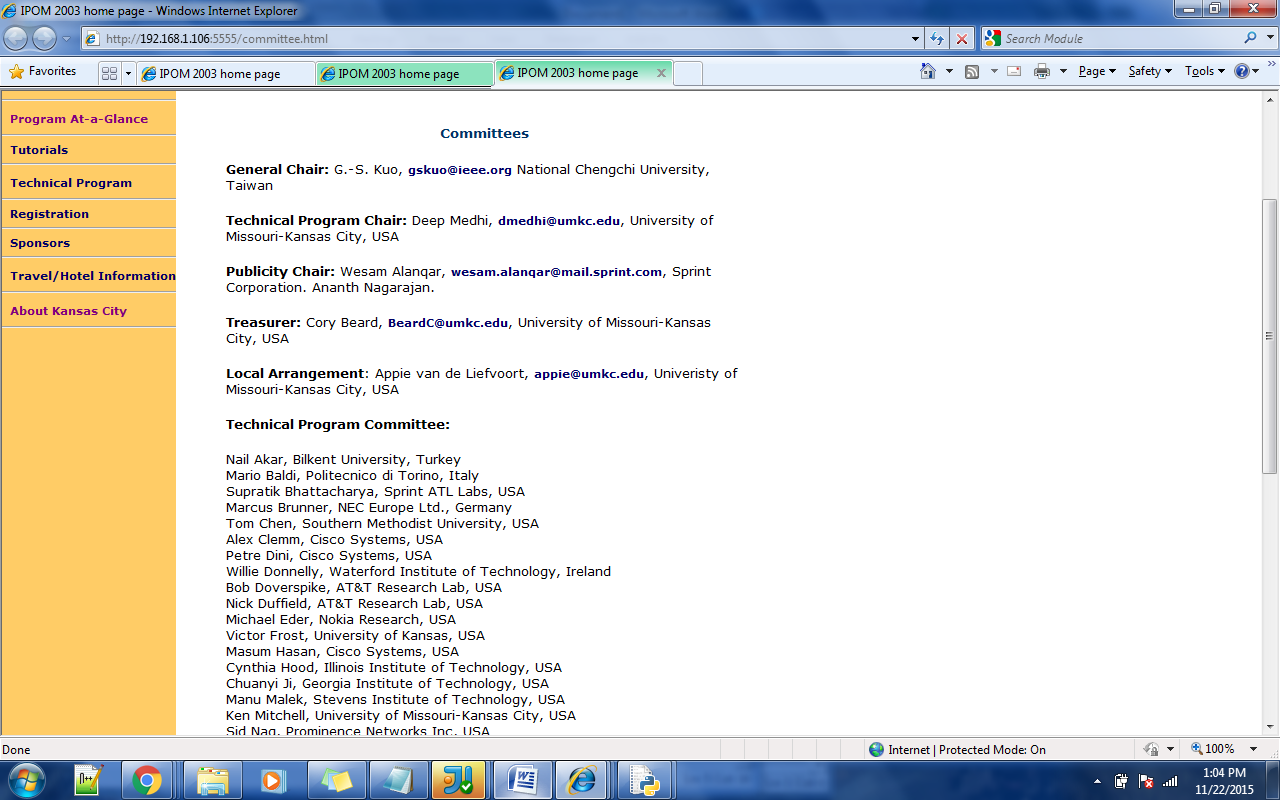 IPOM 2003 home page - Windows Internet Explorer
http://192.168.1.106:5555/committee.html
Search Module
Favorites
IPOM 2003 home page
IPOM 2003 home page
IPOM 2003 home page
Page
Safety
Tools
Program At-a-Glance
Tutorials
Technical Program
Registration
Sponsors
Travel/Hotel Information
About Kansas City
Committees
General Chair: G.-S. Kuo, gskuo@ieee.org National Chengchi University,
Taiwan
Technical Program Chair: Deep Medhi, dmedhi@umkc.edu, University of
Missouri-Kansas City, USA
Publicity Chair: Wesam Alanqar, wesam.alanqar@mail.sprint.com, Sprint
Corporation. Ananth Nagarajan.
Treasurer: Cory Beard, BeardC@umkc.edu, University of Missouri-Kansas
City, USA
Local Arrangement: Appie van de Liefvoort, appie@umkc.edu, Univeristy of
Missouri-Kansas City, USA
Technical Program Committee:
Nail Akar, Bilkent University, Turkey
Mario Baldi, Politecnico di Torino, Italy
Supratik Bhattacharya, Sprint ATL Labs, USA
Marcus Brunner, NEC Europe Ltd., Germany
Tom Chen, Southern Methodist University, USA
Alex Clemm, Cisco Systems, USA
Petre Dini, Cisco Systems, USA
Willie Donnelly, Waterford Institute of Technology, Ireland
Bob Doverspike, AT&T Research Lab, USA
Nick Duffield, AT&T Research Lab, USA
Michael Eder, Nokia Research, USA
Victor Frost, University of Kansas, USA
Masum Hasan, Cisco Systems, USA
Cynthia Hood, Illinois Institute of Technology, USA
Chuanyi Ji, Georgia Institute of Technology, USA
Manu Malek, Stevens Institute of Technology, USA
Ken Mitchell, University of Missouri-Kansas City, USA
Sid Nag, Prominence Networks Inc, USA
Done
Internet | Protected Mode: On
100%
1:04 PM
11/22/2015